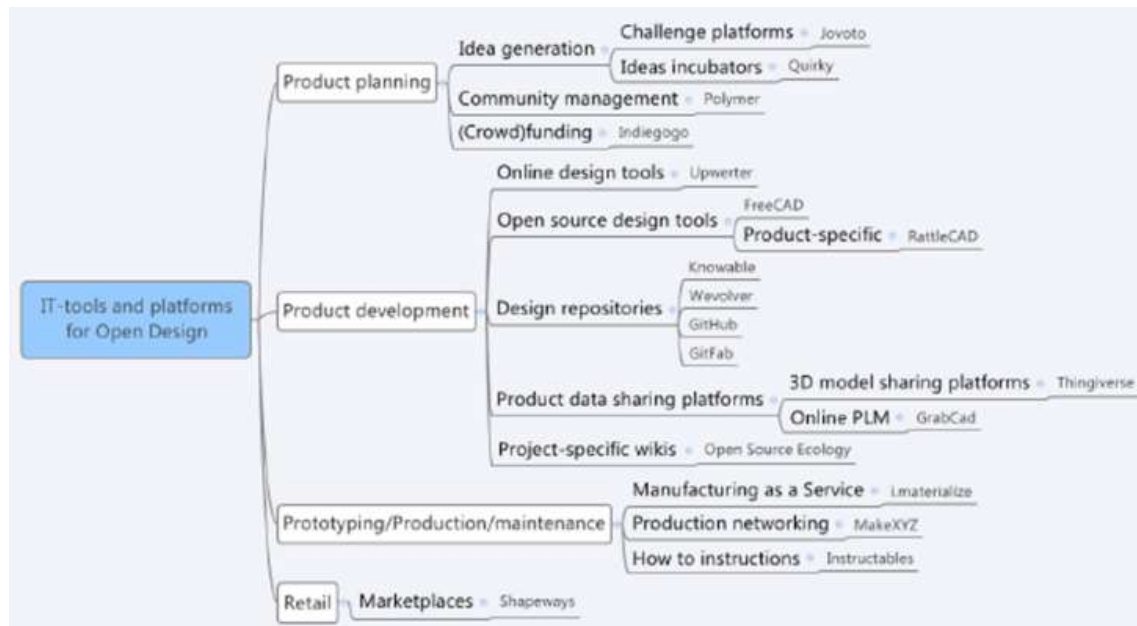 Challenge platforms Jovoto
Idea generation
Ideas incubators Quirky
Product planning
Community management Polymer
(Crowd)funding Indiegogo
Online design tools Upwerter
FreeCAD
Open source design tools
Product-specific RattleCAD
Knowable
Wevolver
IT-tools and platforms
for Open Design
Product development
Design repositories
GitHub
GitFab
3D model sharing platforms Thingiverse
Product data sharing platforms
Online PLM GrabCad
Project-specific wikis Open Source Ecology
Manufacturing as a Service i.materialize
Prototyping/Production/maintenance
Production networking MakeXYZ
How to instructions Instructables
Retail
Marketplaces Shapeways